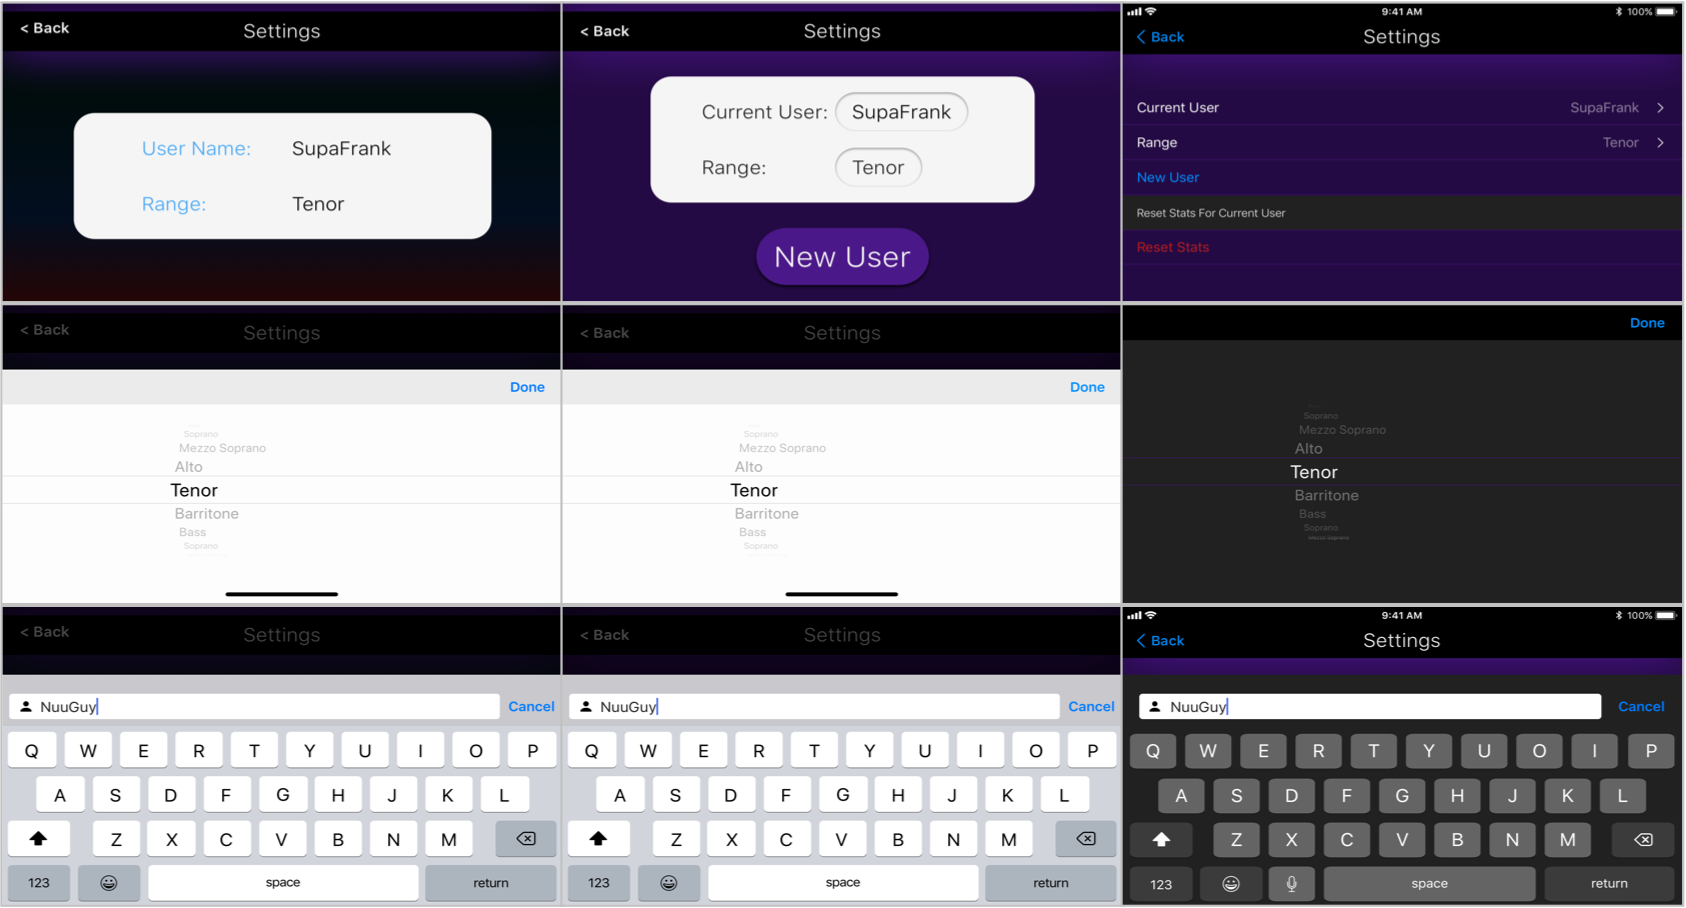 < Back
Settings
User Name: SupaFrank
Range: Tenor
< Back
Settings
Current User: SupaFrank
Range: Tenor
New User
9:41 AM
100%
Back
Settings
Current User SupaFrank
Range Tenor
New User
Reset Stats For Current User
Reset Stats
< Back
Settings
Done
Soprano
Mezzo Soprano
Alto
Tenor
Barritone
Bass
Soprano
< Back
Settings
Done
Soprano
Mezzo Soprano
Alto
Tenor
Barritone
Bass
Soprano
Done
Soprano
Mezzo Soprano
Alto
Tenor
Barritone
Bass
Soprano
Mezzo Soprano
< Back
Settings
NuuGuy
Cancel
Q W E R T Y U I O P
A S D F G H J K L
Z X C V B N M
123 space return
< Back
Settings
NuuGuy
Cancel
Q W E R T Y U I O P
A S D F G H J K L
Z X C V B N M
123 space return
9:41 AM
100%
Back
Settings
NuuGuy
Cancel
Q W E R T Y U O I P
A S D F G H J K L
Z X C V B N M
123 space return